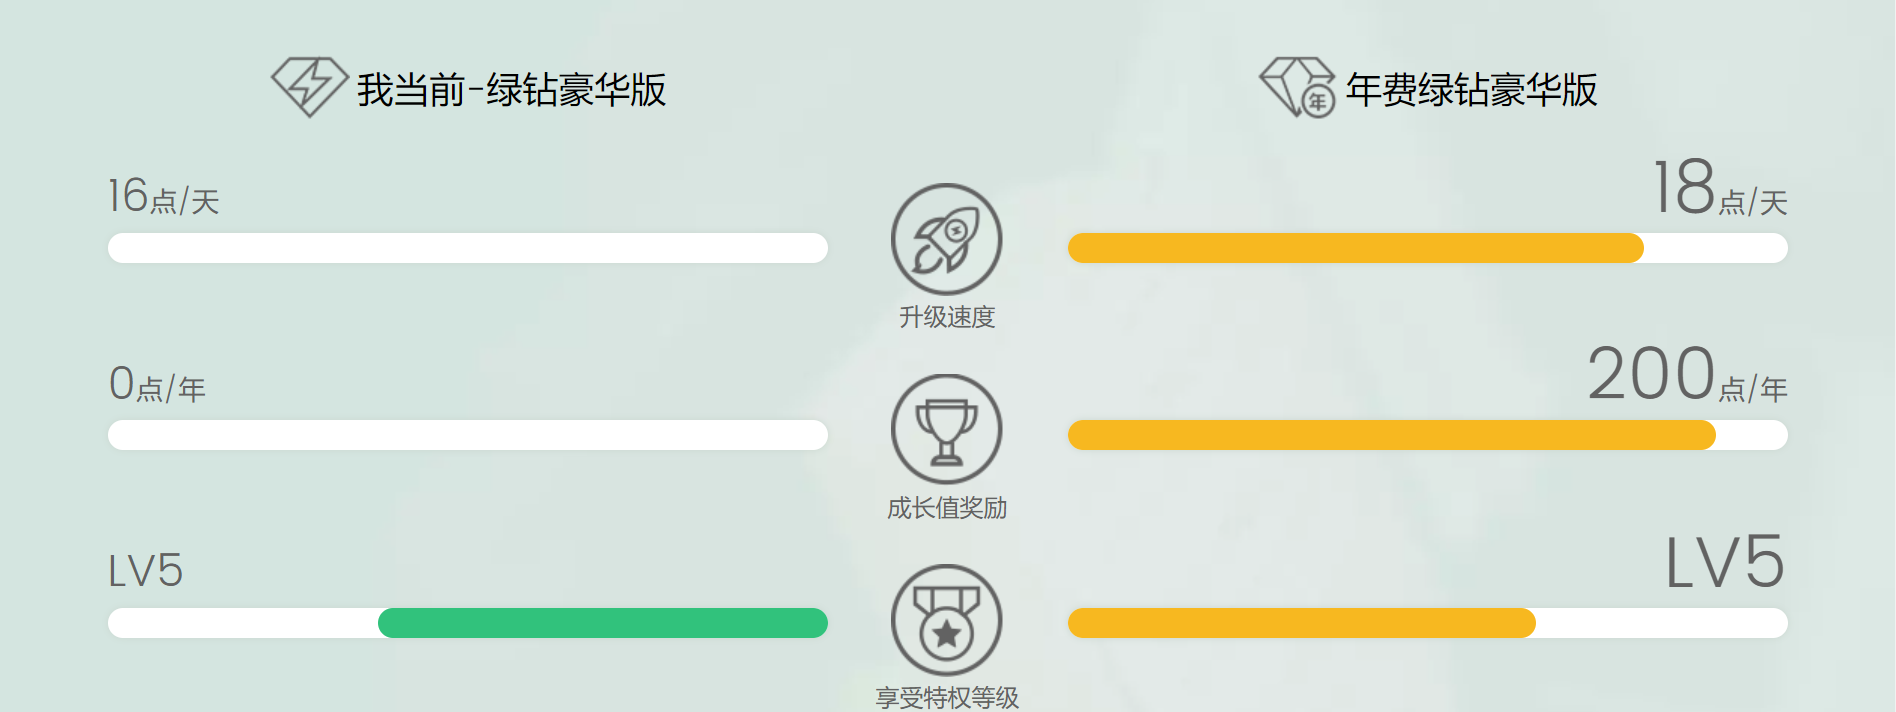 我当前-绿钻豪华版
年
年费绿钻豪华版
16点/天
18点/天
升级速度
0点/年
200点/年
成长值奖励
LV5
LV5
享受特权等级